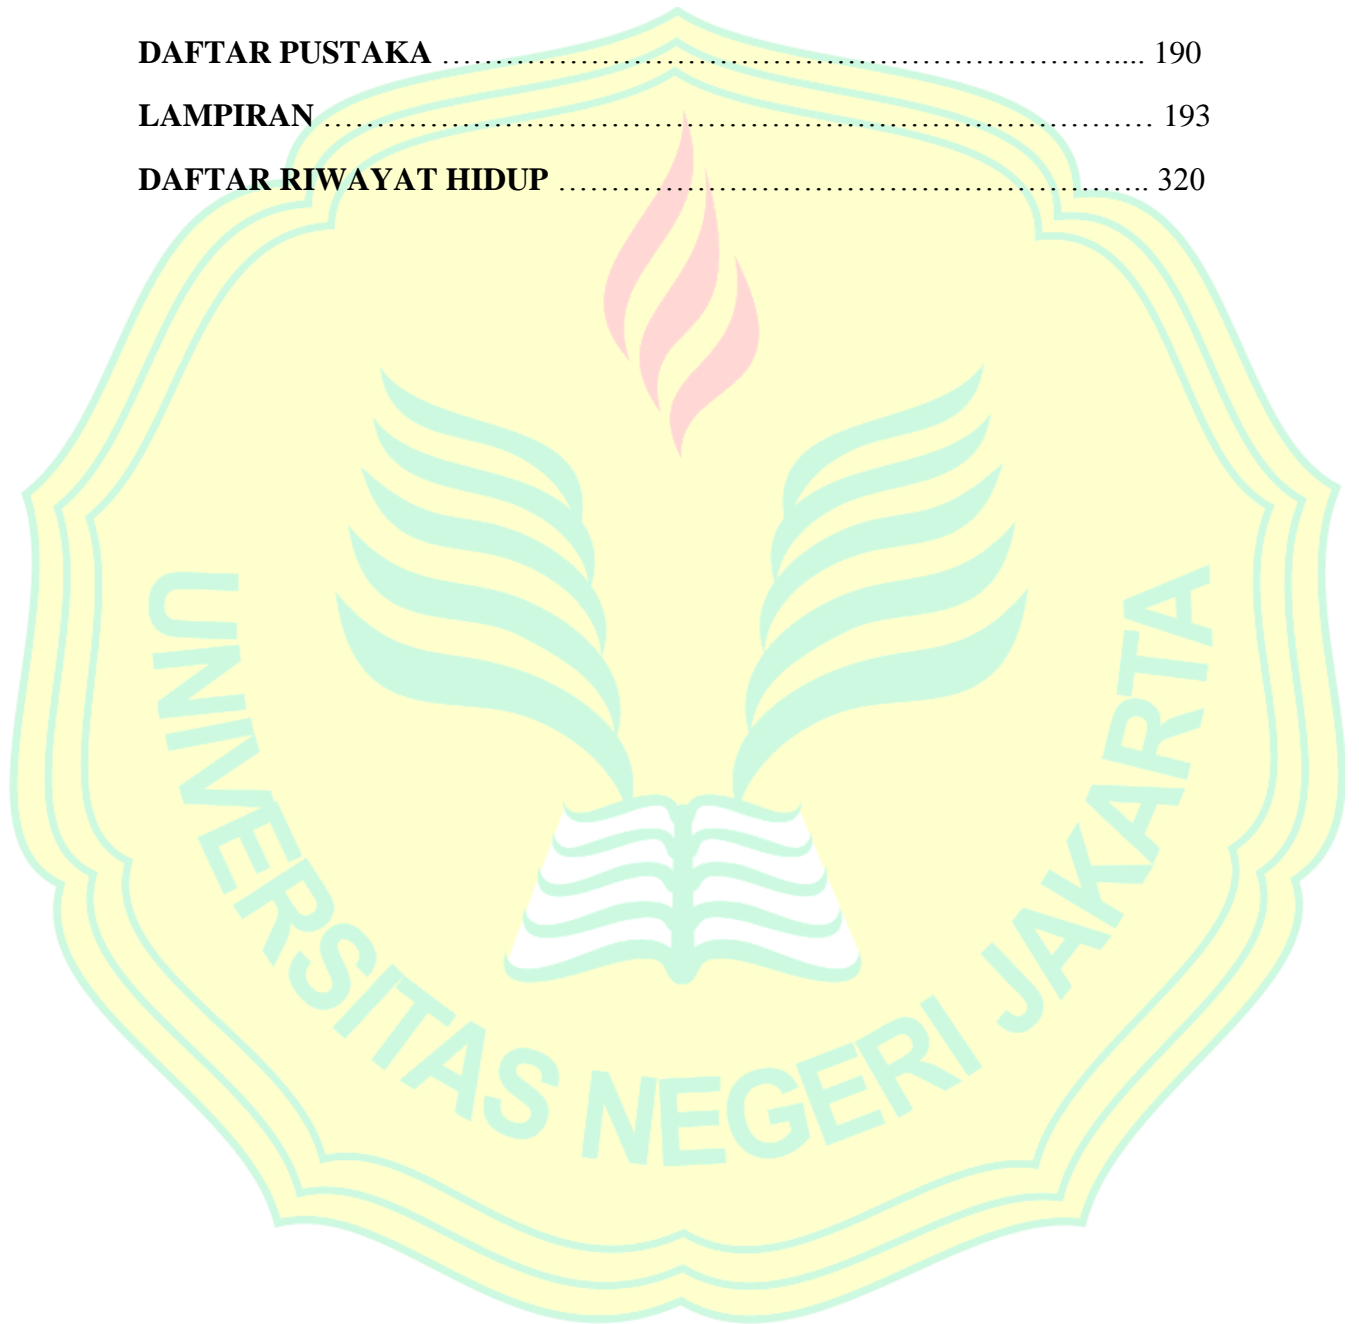 DAFTAR PUSTAKA ………………………………………………………………….... 190
LAMPIRAN ………………………………………………………………………………… 193
DAFTAR RIWAYAT HIDUP ……………………………………………………….. 320
UNIVERSITAS NEGERI JAKARTA